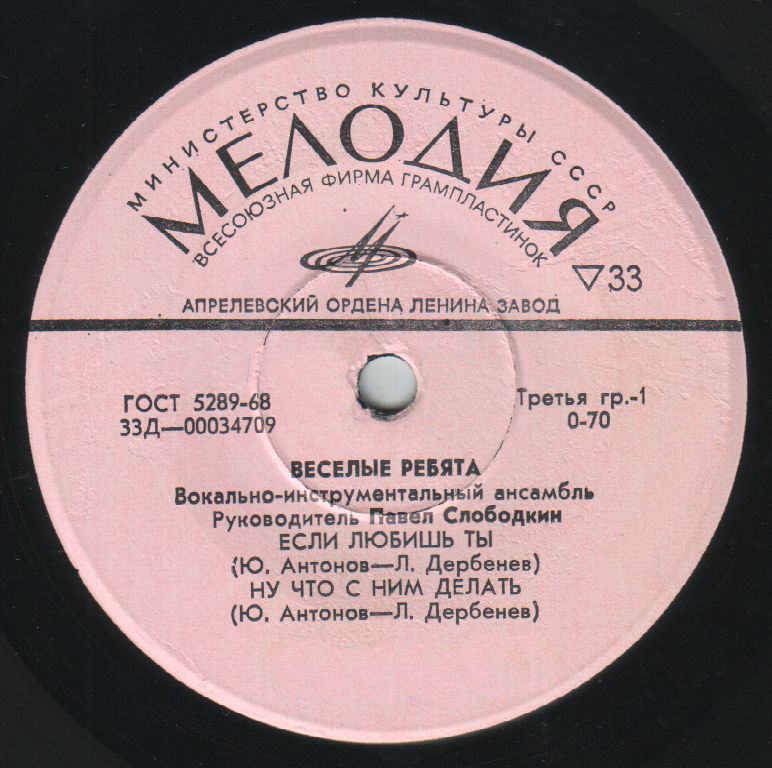 МИНИСТЕРСТВО КУЛЬТУРЫ СССР
МЕЛОДИЯ
ВСЕСОЮЗНАЯ ФИРМА ГРАМПЛАСТИНОК
33
АПРЕЛЕВСКИЙ ОРДЕНА ЛЕНИНА ЗАВОД
ГОСТ 5289-68
33Д—00034709
Третья гр.-1
0-70
ВЕСЕЛЫЕ РЕБЯТА
Вокально-инструментальный ансамбль
Руководитель Павел Слободкин
ЕСЛИ ЛЮБИШЬ ТЫ
(Ю. Антонов—Л. Дербенев)
НУ ЧТО С НИМ ДЕЛАТЬ
(Ю. Антонов—Л. Дербенев)